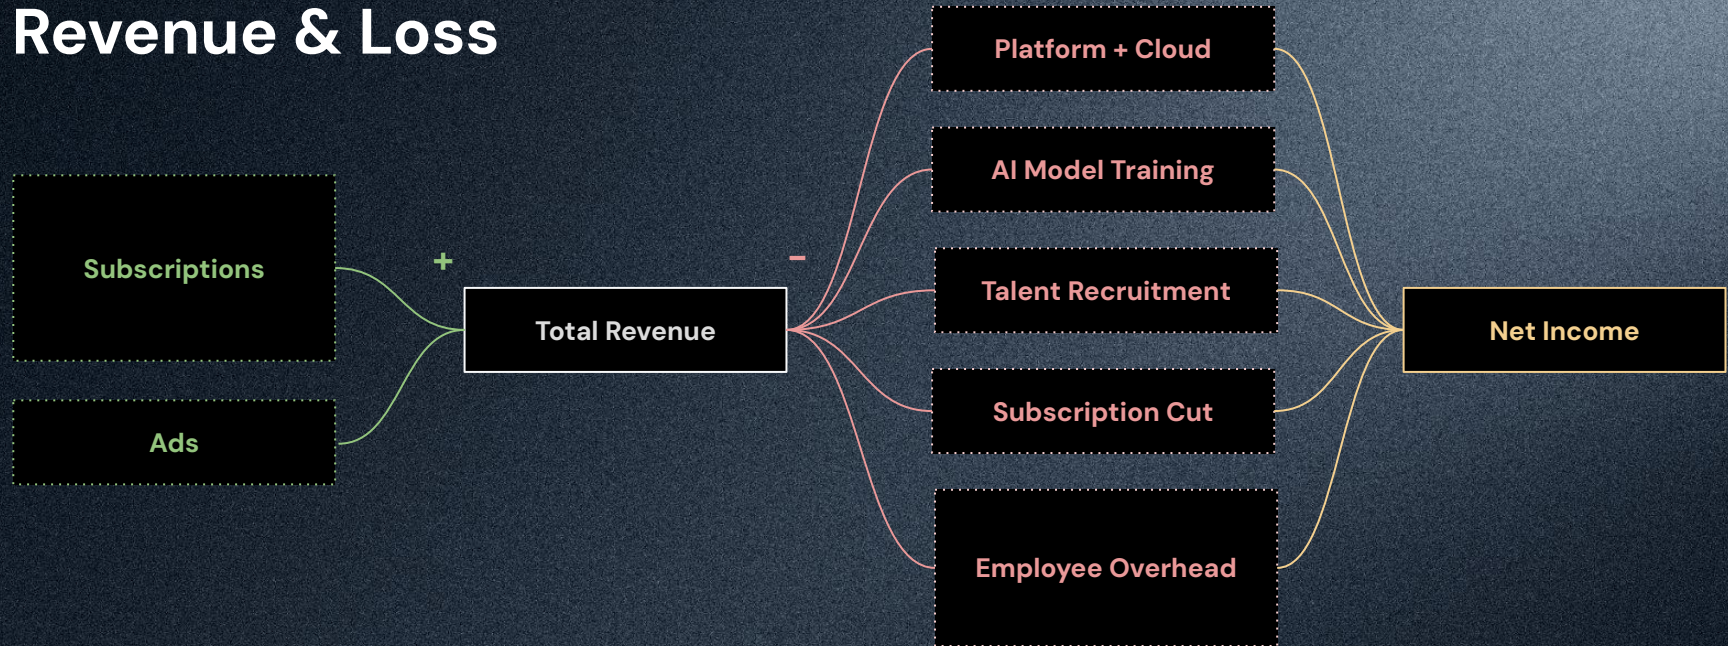 Revenue & Loss
Subscriptions
Ads
+
Total Revenue
-
Platform + Cloud
AI Model Training
Talent Recruitment
Subscription Cut
Employee Overhead
Net Income